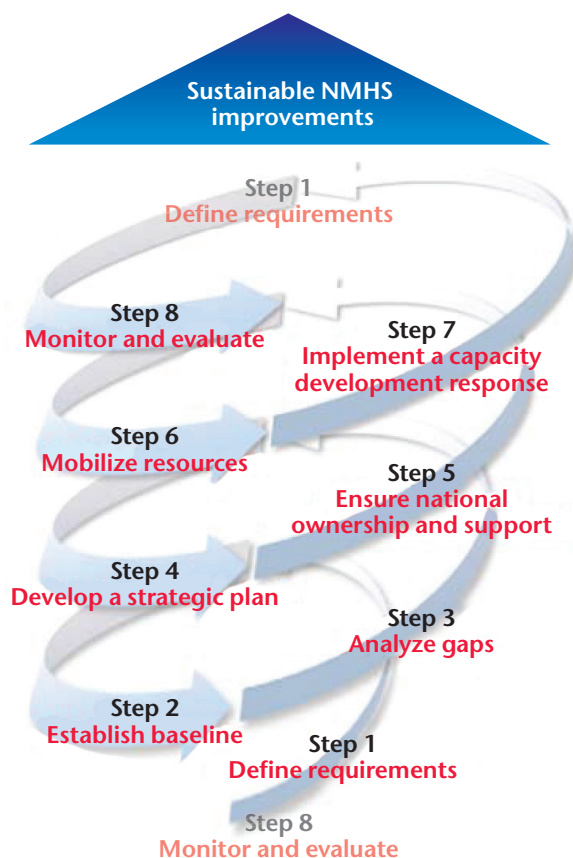 Sustainable NMHS
improvements
Step 1
Define requirements
Step 8
Monitor and evaluate
Step 7
Implement a capacity
development response
Step 6
Mobilize resources
Step 5
Ensure national
ownership and support
Step 4
Develop a strategic plan
Step 3
Analyze gaps
Step 2
Establish baseline
Step 1
Define requirements
Step 8
Monitor and evaluate